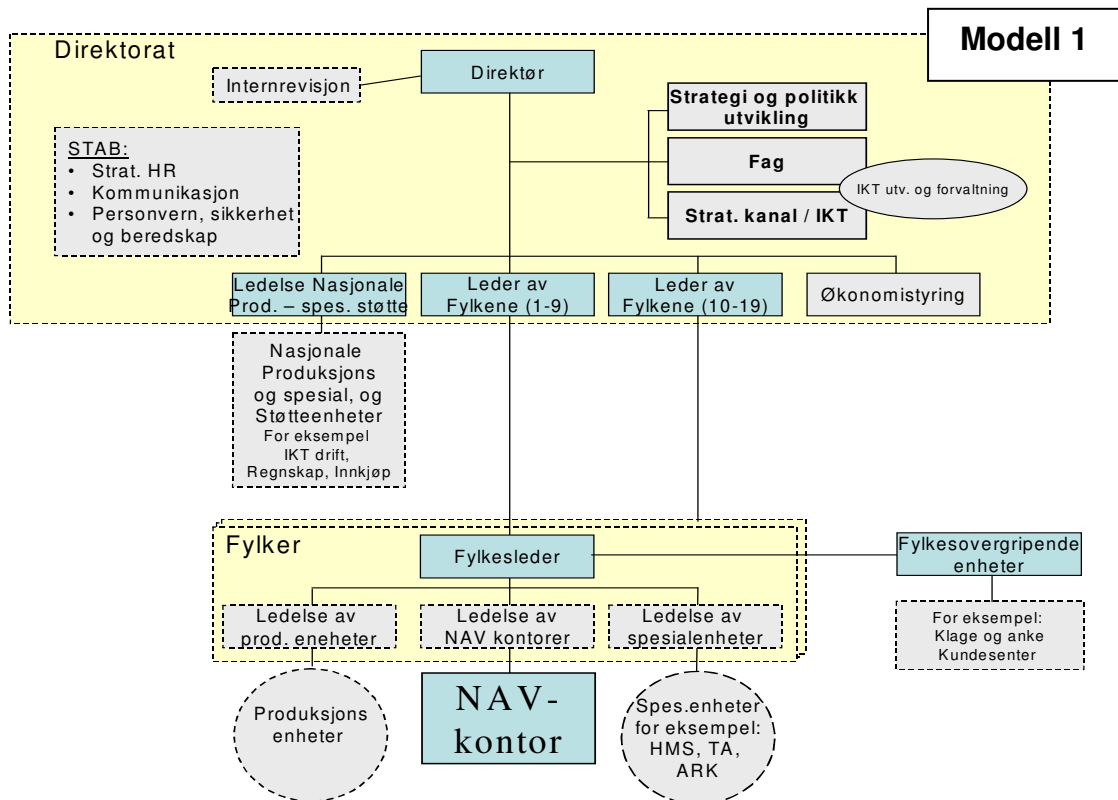 Modell 1
Direktorat
Direktør
Internrevisjon
Strategi og politikk
utvikling
Fag
IKT utv. og forvaltning
Strat. kanal / IKT
STAB:
• Strat. HR
• Kommunikasjon
• Personvern, sikkerhet
og beredskap
Ledelse Nasjonale
Prod. – spes. støtte
Leder av
Fylkene (1-9)
Leder av
Fylkene (10-19)
Økonomistyring
Nasjonale
Produksjons
og spesial, og
Støtteenheter
For eksempel
IKT drift,
Regnskap, Innkjøp
Fylker
Fylkesleder
Fylkesovergripende
enheter
Ledelse av
prod. eneheter
Ledelse av
NAV kontorer
Ledelse av
spesialenheter
For eksempel:
Klage og anke
Kundesenter
Produksjons
enheter
NAV-
kontor
Spes.enheter
for eksempel:
HMS, TA,
ARK